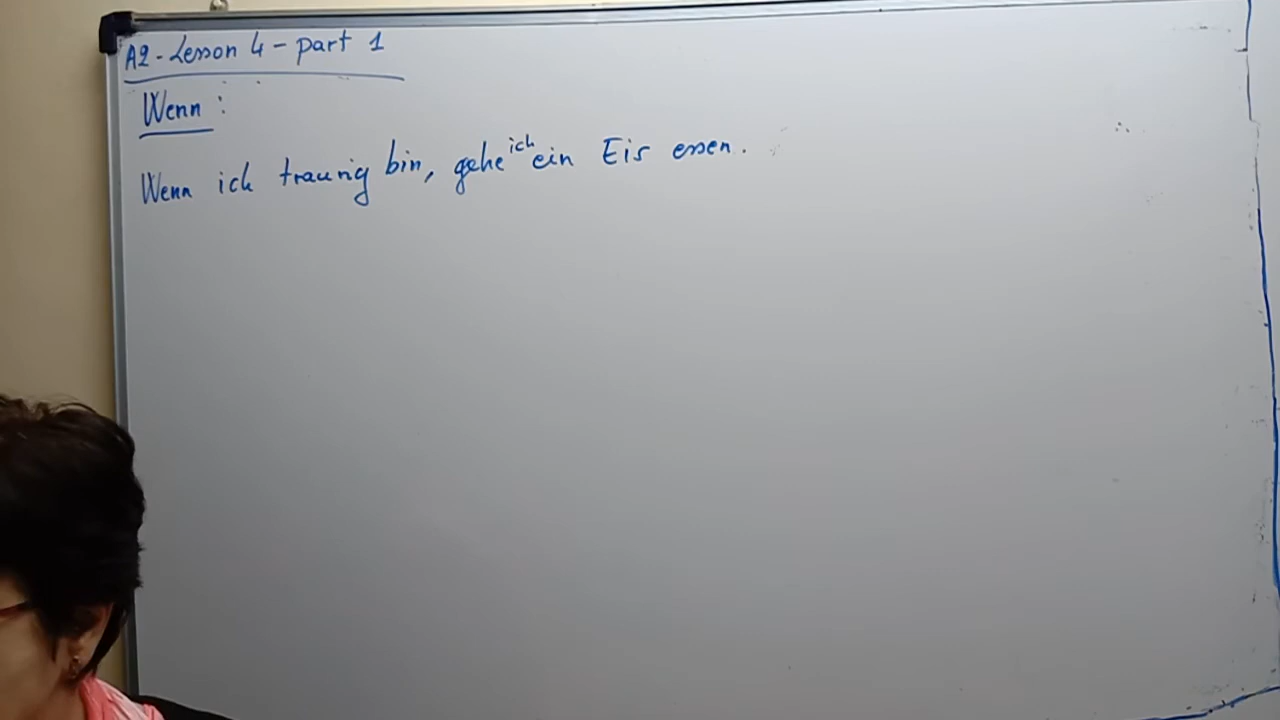 A2 - Lesson 4 - part 1
Wenn :
Wenn ich traurig bin, gehe ich ein Eis essen.